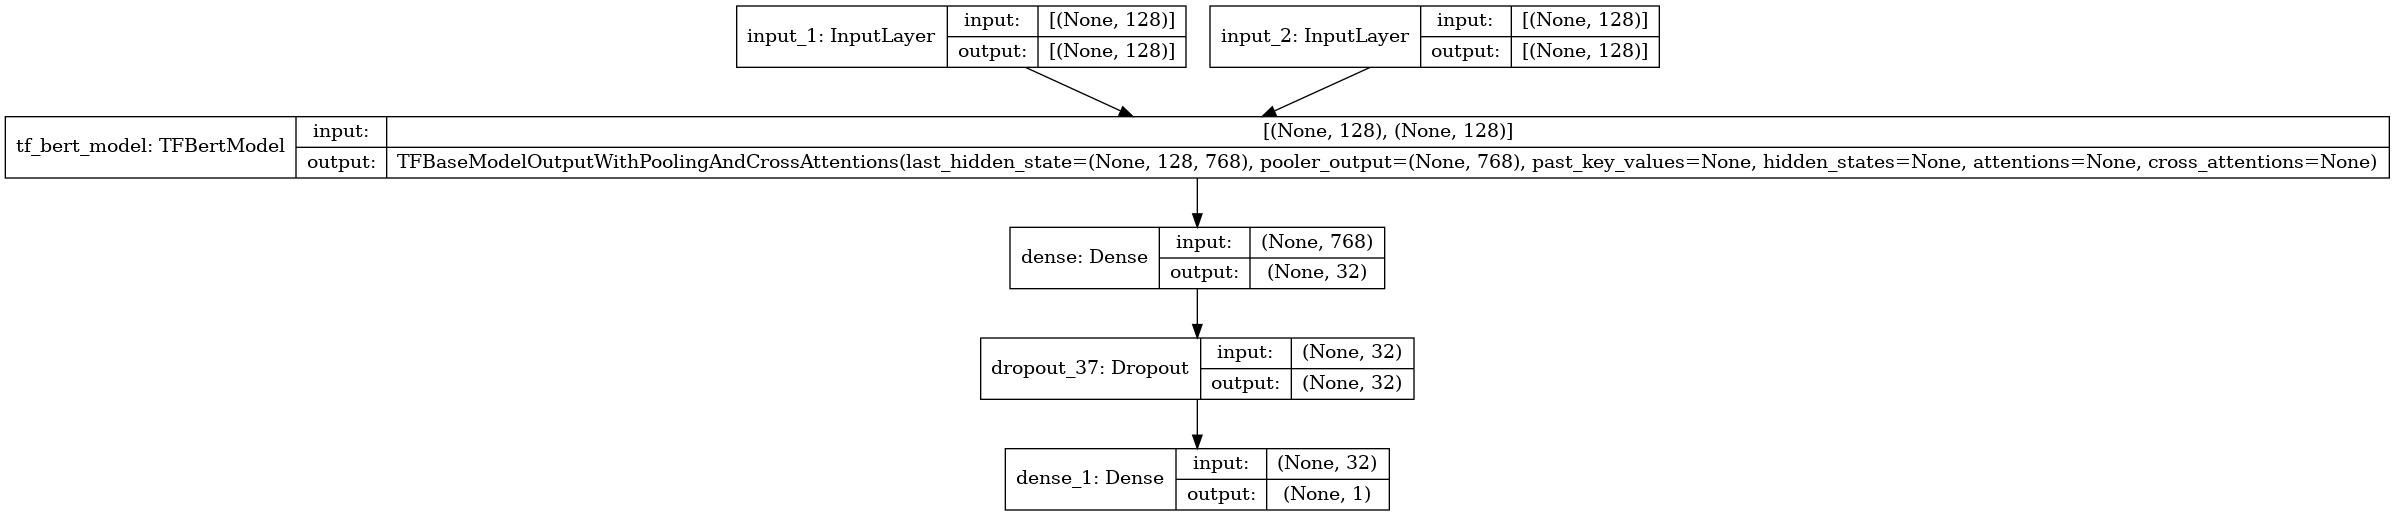 input_1: InputLayer
input: [(None, 128)]
output: [(None, 128)]
input_2: InputLayer
input: [(None, 128)]
output: [(None, 128)]
tf_bert_model: TFBertModel
input: [(None, 128), (None, 128)]
output: TFBaseModelOutputWithPoolingAndCrossAttentions(last_hidden_state=(None, 128, 768), pooler_output=(None, 768), past_key_values=None, hidden_states=None, attentions=None, cross_attentions=None)
dense: Dense
input: (None, 768)
output: (None, 32)
dropout_37: Dropout
input: (None, 32)
output: (None, 32)
dense_1: Dense
input: (None, 32)
output: (None, 1)